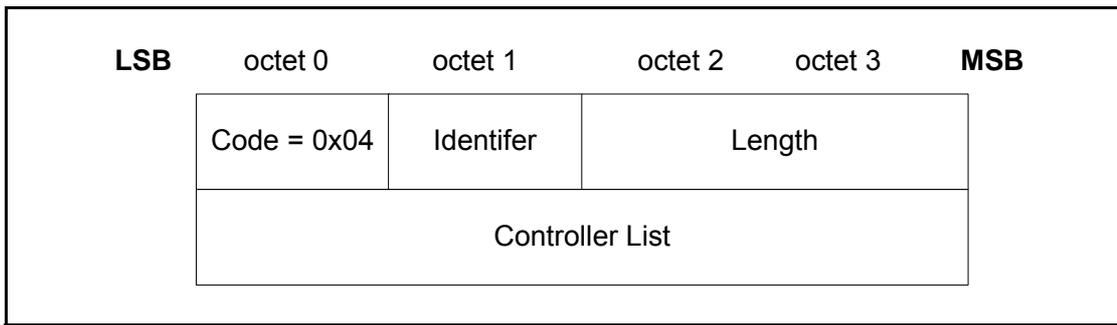 LSB octet 0 octet 1 octet 2 octet 3 MSB
Code = 0x04 Identifer Length
Controller List